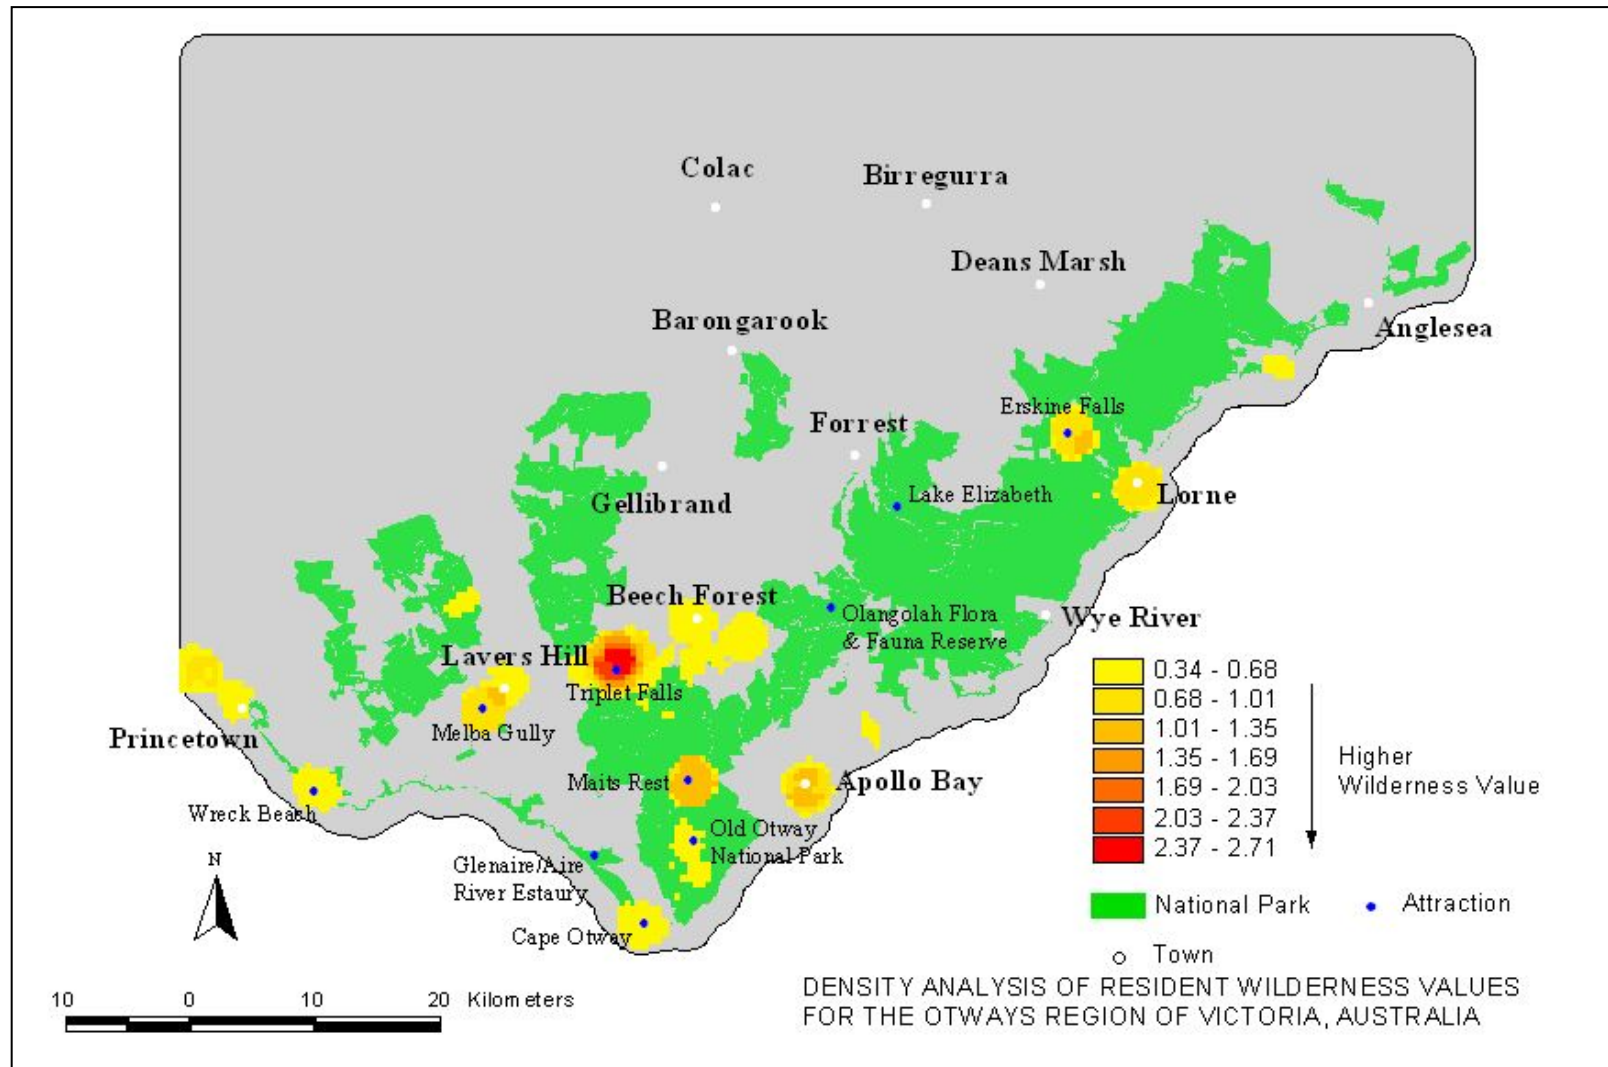 Colac
Birregurra
Deans Marsh
Barongarook
Anglesea
Erskine Falls
Forrest
Lake Elizabeth
Lorne
Gellibrand
Beech Forest
Olangolah Flora
& Fauna Reserve
Wye River
Lavers Hill
Triplet Falls
Melba Gully
Princetown
Maits Rest
Apollo Bay
Wreck Beach
Old Otway
National Park
Glenaire/Aire
River Estaury
Cape Otway
0.34 - 0.68
0.68 - 1.01
1.01 - 1.35
1.35 - 1.69
1.69 - 2.03
2.03 - 2.37
2.37 - 2.71
Higher
Wilderness Value
National Park
Attraction
Town
N
10 0 10 20 Kilometers
DENSITY ANALYSIS OF RESIDENT WILDERNESS VALUES
FOR THE OTWAYS REGION OF VICTORIA, AUSTRALIA